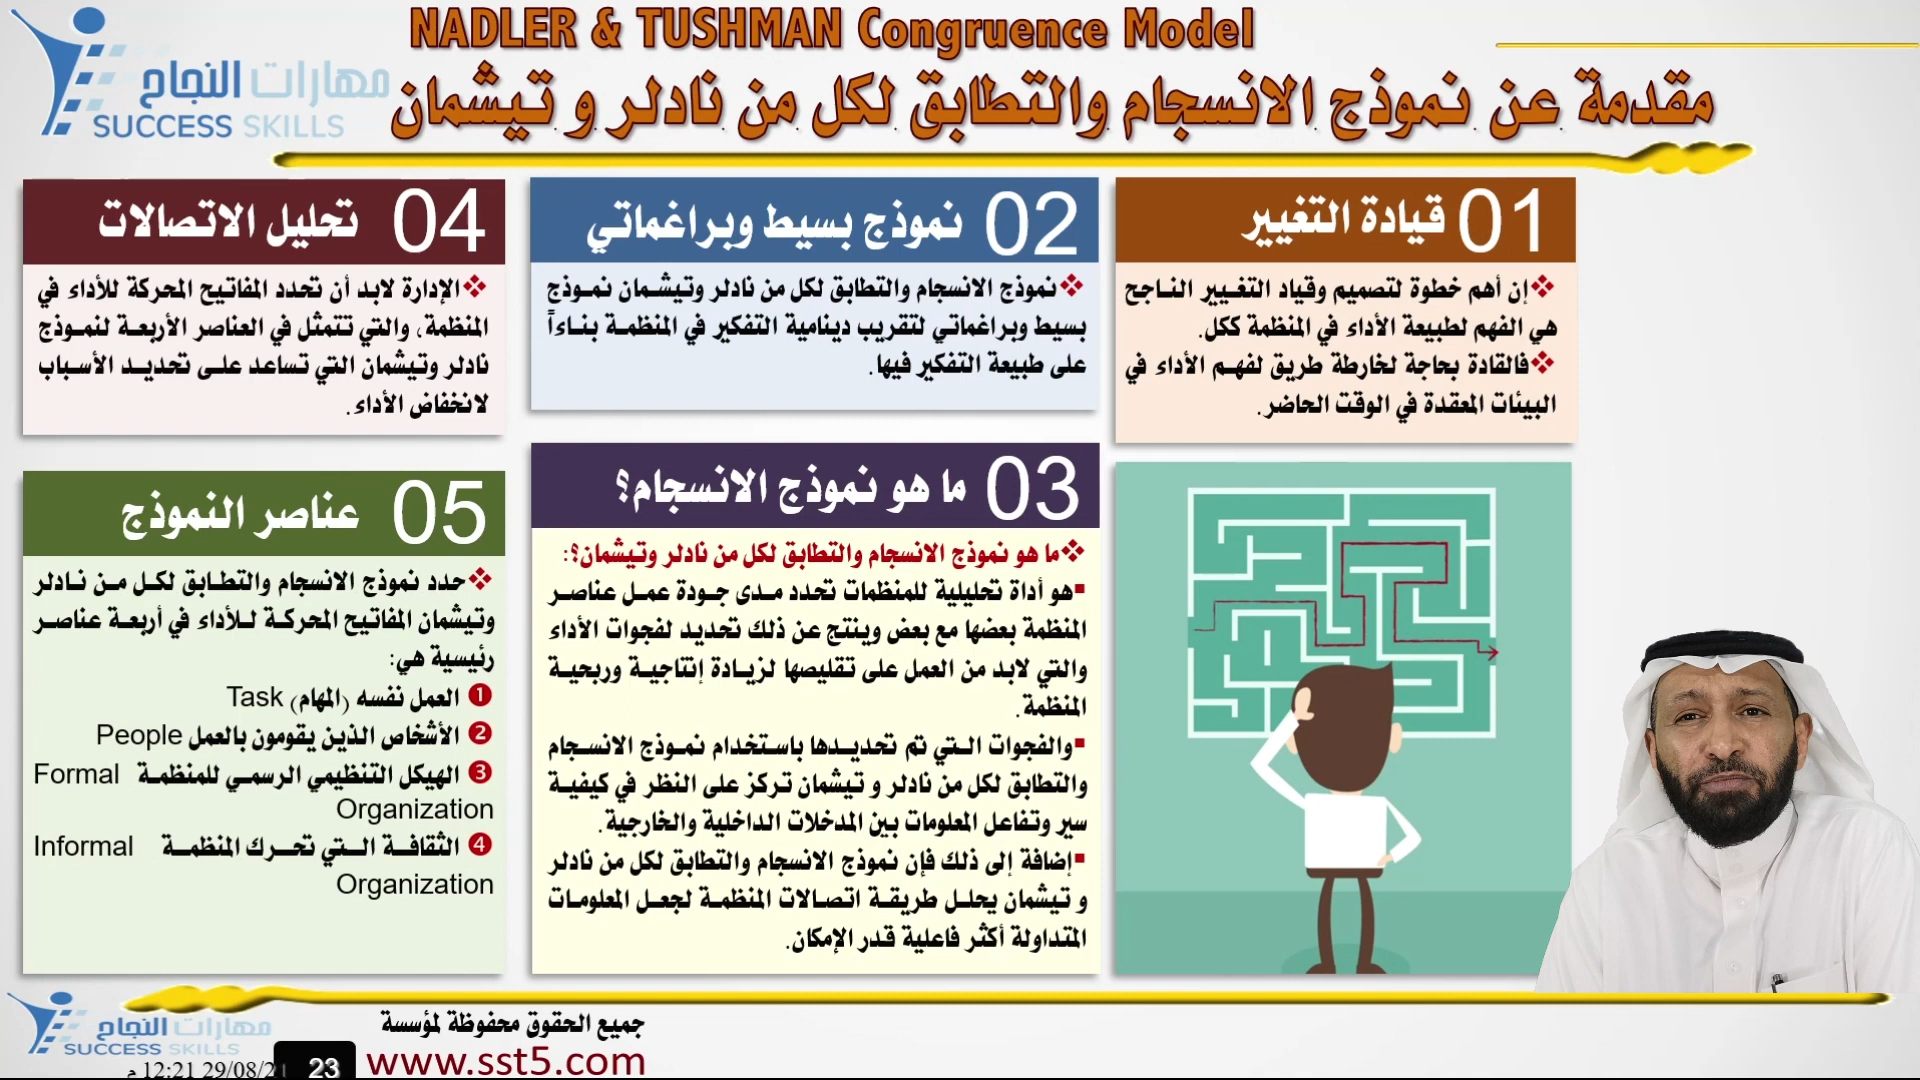 NADLER & TUSHMAN Congruence Model
مقدمة عن نموذج الانسجام والتطابق لكل من نادلر و تيشمان
مهارات النجاح
SUCCESS SKILLS
01 قيادة التغيير
إن أهم خطوة لتصميم وقياد التغيير الناجح
هي الفهم لطبيعة الأداء في المنظمة ككل.
فالقادة بحاجة لخارطة طريق لفهم الأداء في
البيئات المعقدة في الوقت الحاضر.
02 نموذج بسيط وبراغماتي
نموذج الانسجام والتطابق لكل من نادلر وتيشمان نموذج
بسيط وبراغماتي لتقريب دينامية التفكير في المنظمة بناءاً
على طبيعة التفكير فيها.
03 ما هو نموذج الانسجام؟
ما هو نموذج الانسجام والتطابق لكل من نادلر وتيشمان؟:
هو أداة تحليلية للمنظمات تحدد مدى جودة عمل عناصر
المنظمة بعضها مع بعض وينتج عن ذلك تحديد لفجوات الأداء
والتي لابد من العمل على تقليصها لزيادة إنتاجية وربحية
المنظمة.
والفجوات التي تم تحديدها باستخدام نموذج الانسجام
والتطابق لكل من نادلر و تيشمان تركز على النظر في كيفية
سير وتفاعل المعلومات بين المدخلات الداخلية والخارجية.
إضافة إلى ذلك فإن نموذج الانسجام والتطابق لكل من نادلر
و تيشمان يحلل طريقة اتصالات المنظمة لجعل المعلومات
المتداولة أكثر فاعلية قدر الإمكان.
04 تحليل الاتصالات
الإدارة لابد أن تحدد المفاتيح المحركة للأداء في
المنظمة، والتي تتمثل في العناصر الأربعة لنموذج
نادلر وتيشمان التي تساعد على تحديد الأسباب
لانخفاض الأداء.
05 عناصر النموذج
حدد نموذج الانسجام والتطابق لكل من نادلر
وتيشمان المفاتيح المحركة للأداء في أربعة عناصر
رئيسية هي:
1 العمل نفسه (المهام) Task
2 الأشخاص الذين يقومون بالعمل People
3 الهيكل التنظيمي الرسمي للمنظمة Formal
Organization
4 الثقافة التي تحرك المنظمة Informal
Organization
مهارات النجاح
SUCCESS SKILLS
جميع الحقوق محفوظة لمؤسسة
www.sst5.com
23
12:21 م